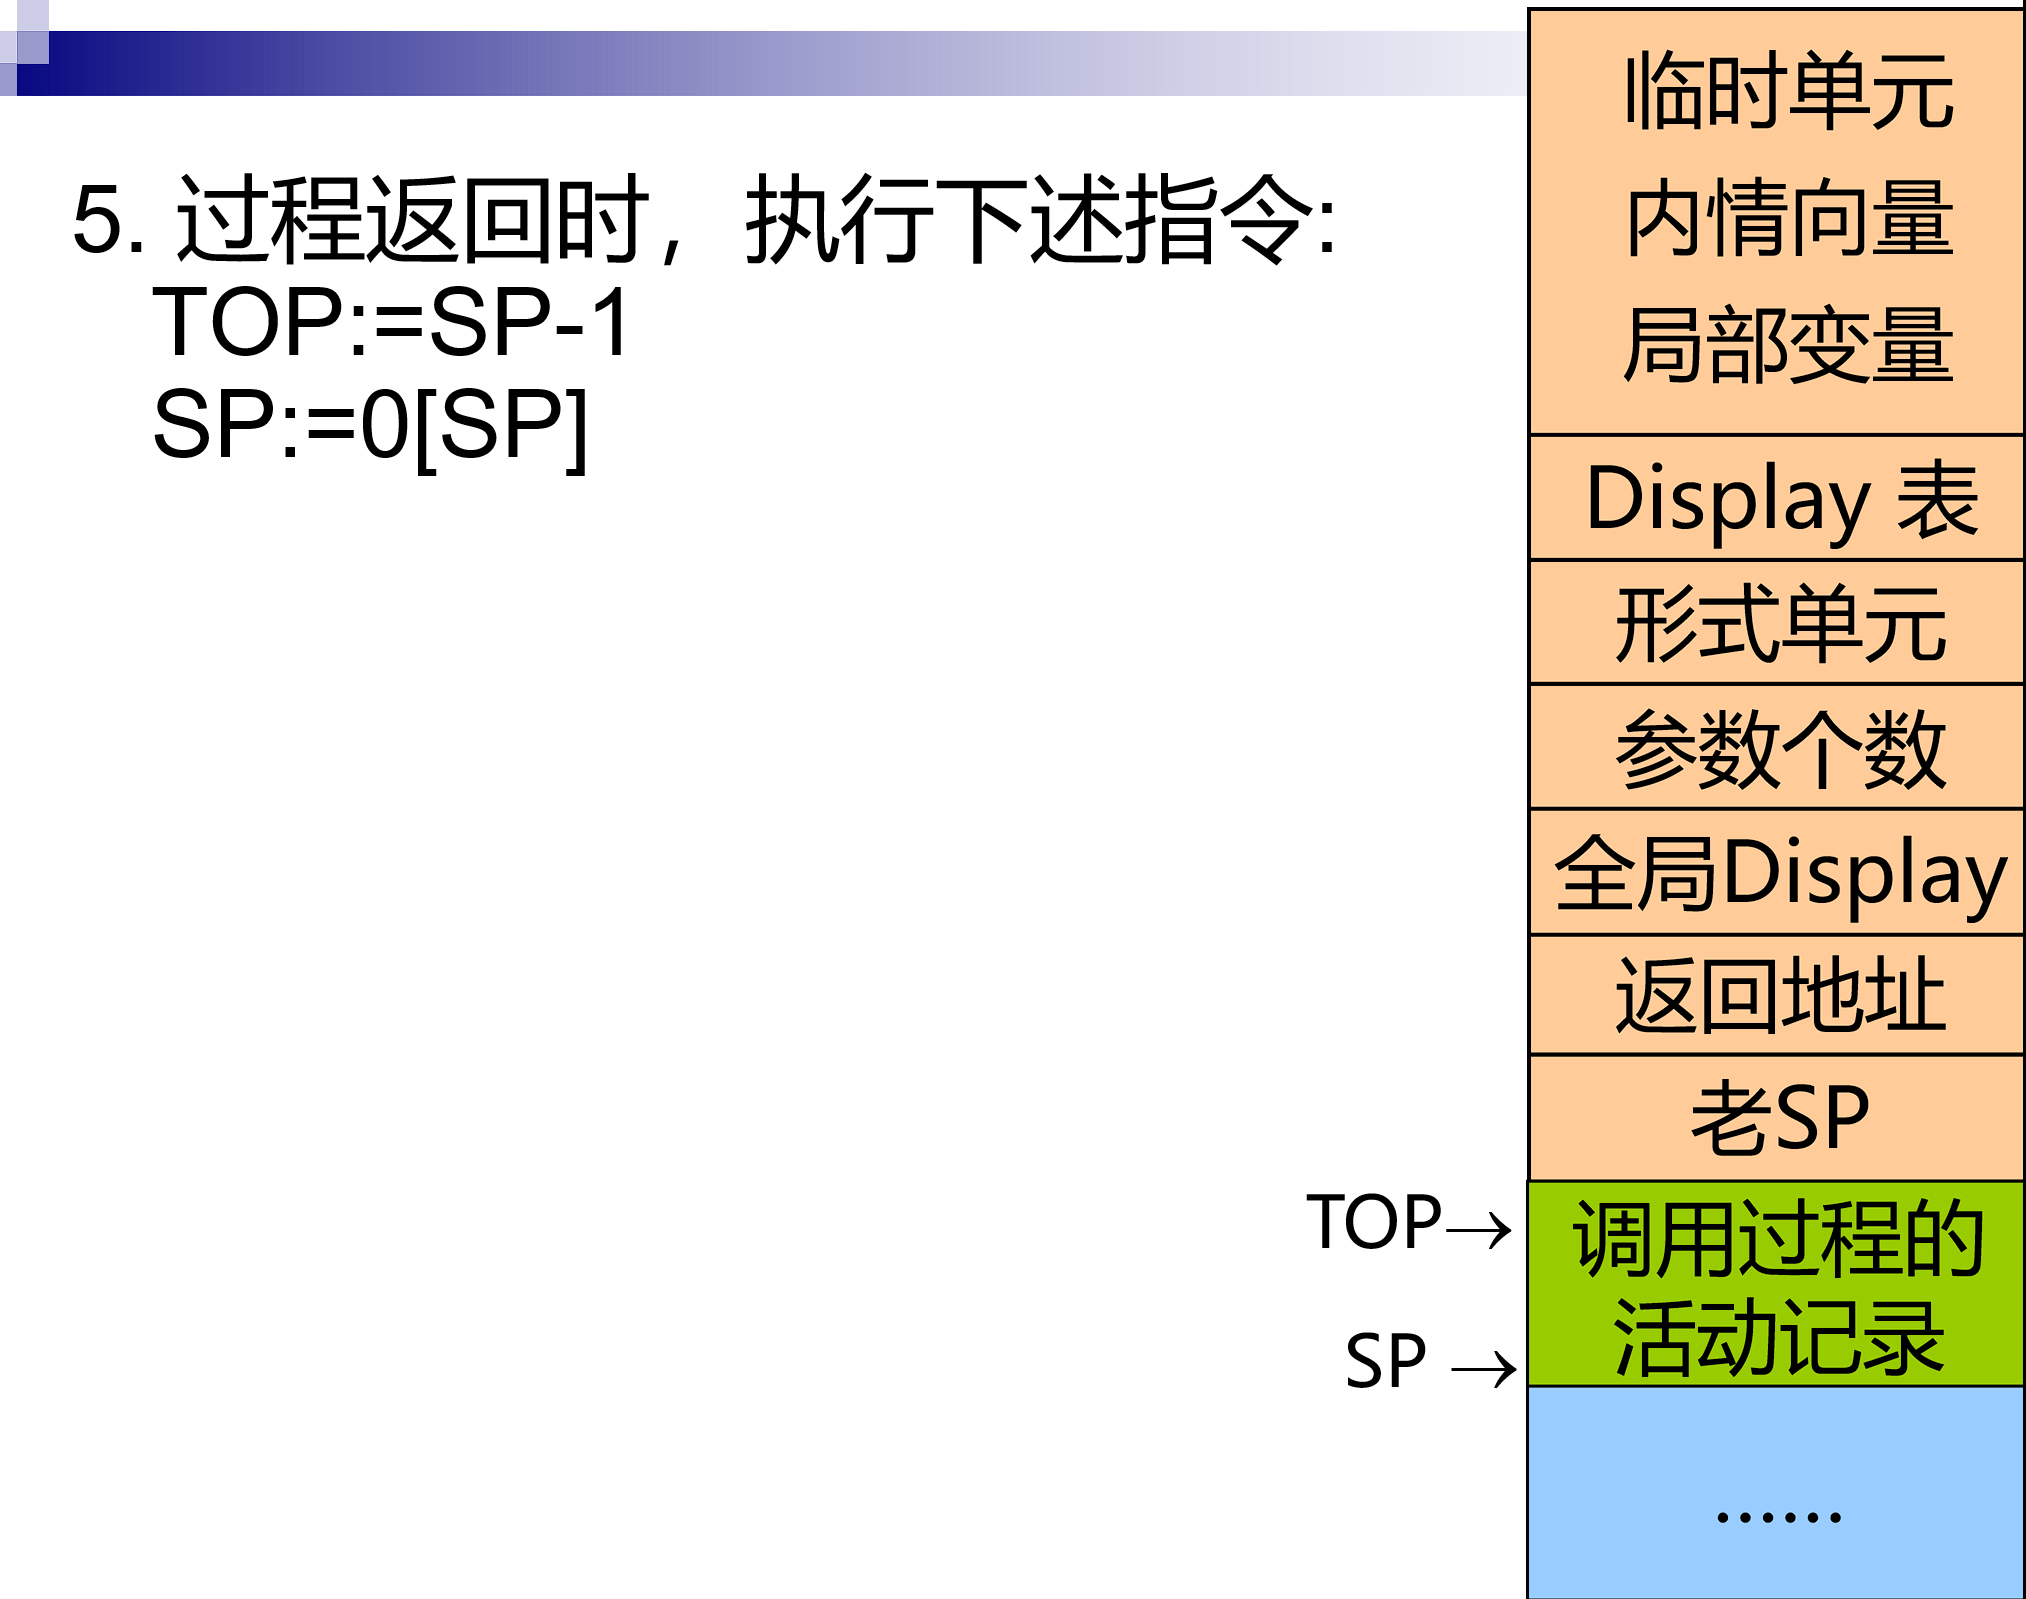 5. 过程返回时，执行下述指令:
TOP:=SP-1
SP:=0[SP]
临时单元
内情向量
局部变量
Display 表
形式单元
参数个数
全局Display
返回地址
老SP
TOP→
调用过程的
活动记录
SP →
……